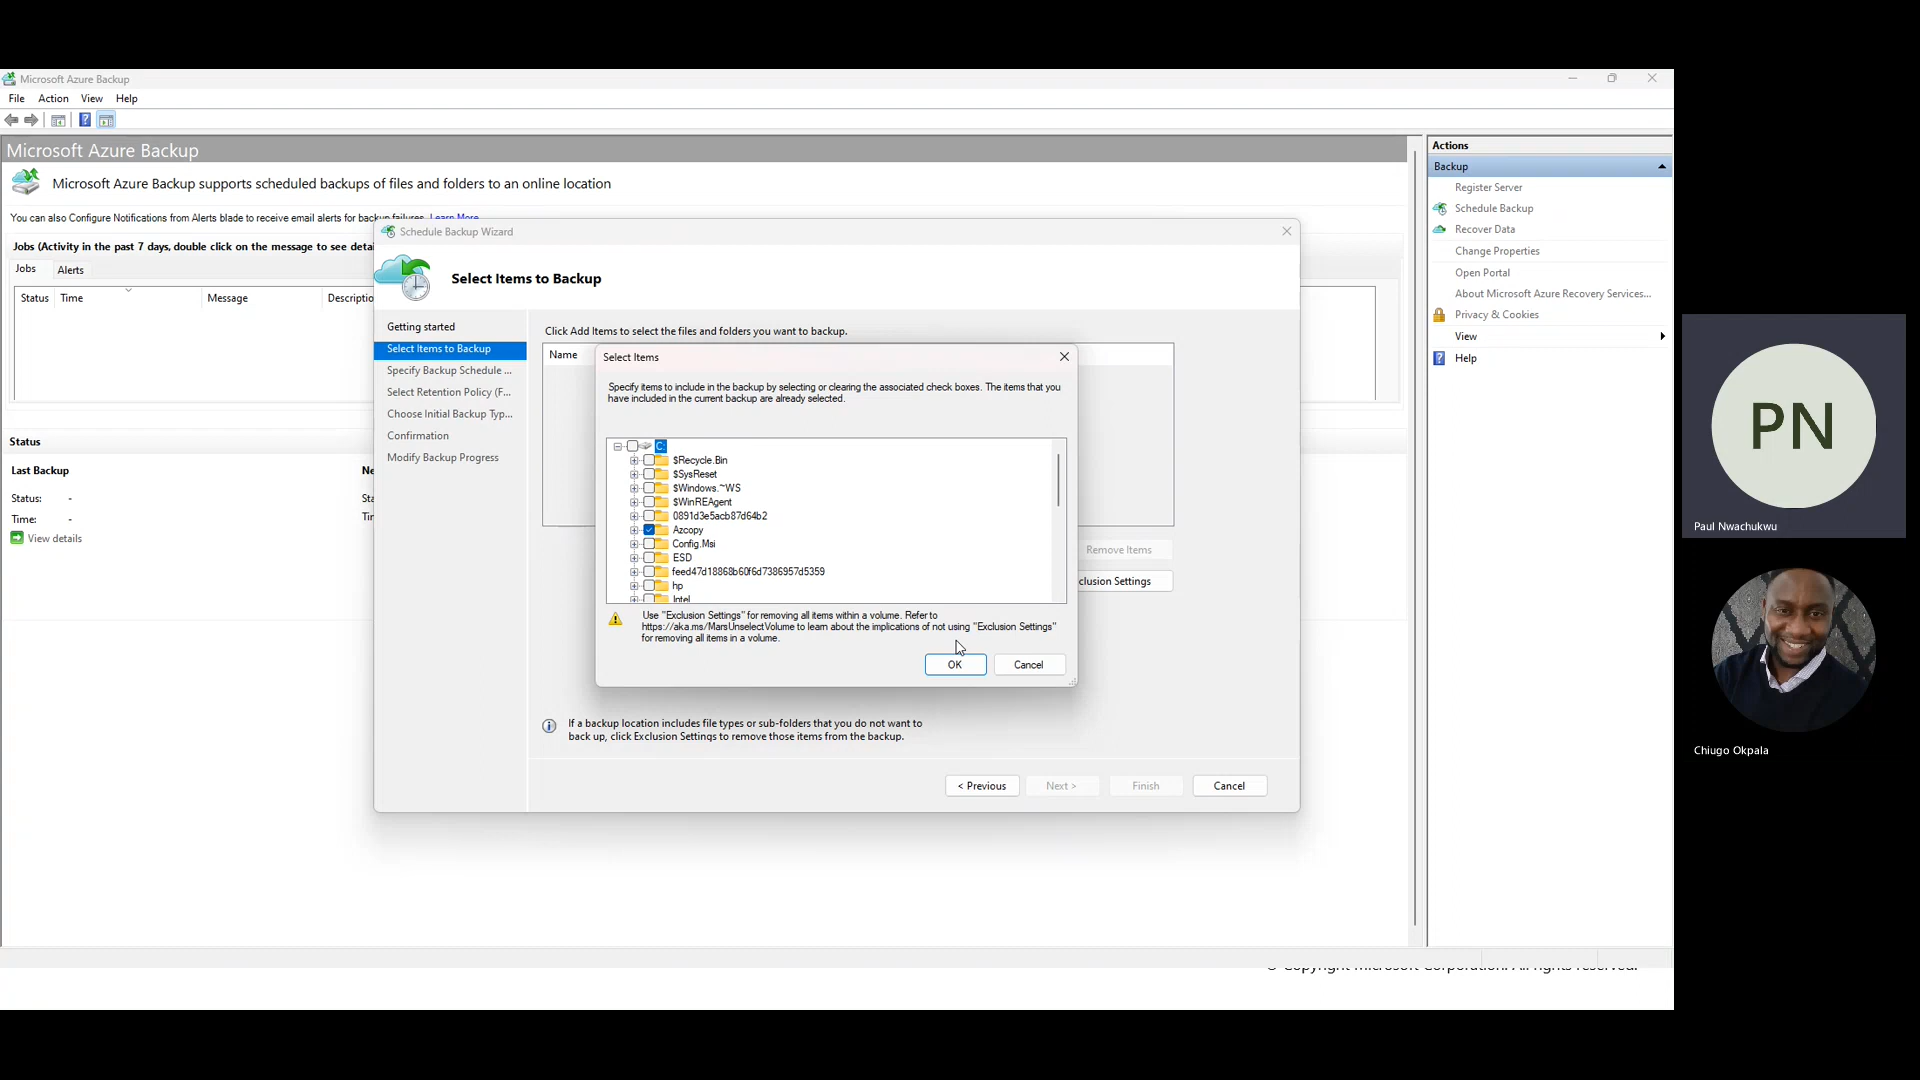 Microsoft Azure Backup
File Action View Help
Microsoft Azure Backup
Microsoft Azure Backup supports scheduled backups of files and folders to an online location
You can also Configure Notifications from Alerts blade to receive email alerts for backup failures. Learn More
Jobs (Activity in the past 7 days, double click on the message to see
Jobs Alerts
Status Time Message
Status
Last Backup
Status: -
Time: -
View details
Schedule Backup Wizard
Select Items to Backup
Getting started
Select Items to Backup
Specify Backup Schedule ...
Select Retention Policy (F...
Choose Initial Backup Typ...
Confirmation
Modify Backup Progress
Click Add Items to select the files and folders you want to backup.
Name
Remove Items
Settings
If a backup location includes file types or sub-folders that you do not want to
back up, click Exclusion Settings to remove those items from the backup.
< Previous Next > Finish Cancel
Select Items
Specify items to include in the backup by selecting or clearing the associated check boxes. The items that you
have included in the current backup are already selected.
C:
$Recycle.Bin
$SysReset
$Windows.~WS
$WinREAgent
0891d3e5acb87d64b2
Azcopy
Config.Msi
ESD
feed47d18868b60f6d7386957d5359
hp
Intel
Use "Exclusion Settings" for removing all items within a volume. Refer to
https://aka.ms/MarsUnselectVolume to learn about the implications of not using "Exclusion Settings"
for removing all items in a volume.
OK Cancel
Actions
Backup
Register Server
Schedule Backup
Recover Data
Change Properties
Open Portal
About Microsoft Azure Recovery Services...
Privacy & Cookies
View
Help
© Copyright Microsoft Corporation. All rights reserved.
PN
Paul Nwachukwu
Chiugo Okpala